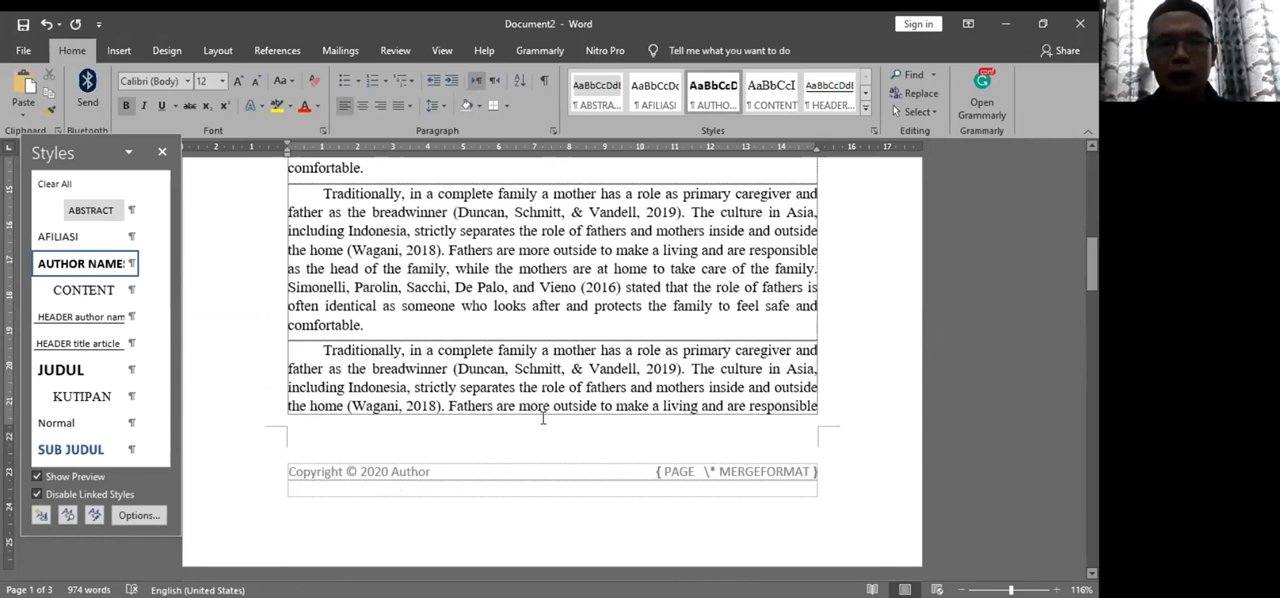 Document2 - Word
Sign in
File Home Insert Design Layout References Mailings Review View Help Grammarly Nitro Pro Tell me what you want to do Share
Paste
Send
Calibri (Body) 12
AaBbCcDdE AaBbCcDc AaBbCcD AaBbCcI AaBbCcDdEe
¶ ABSTRA... ¶ AFILIASI ¶ AUTHO... ¶ CONTENT ¶ HEADER...
Find
Replace
Select
Open
Grammarly
Clipboard Bluetooth Font Paragraph Styles Editing Grammarly
Styles
Clear All
ABSTRACT
AFILIASI
AUTHOR NAME
CONTENT
HEADER author nam
HEADER title article
JUDUL
KUTIPAN
Normal
SUB JUDUL
Show Preview
Disable Linked Styles
Options...
comfortable.
Traditionally, in a complete family a mother has a role as primary caregiver and
father as the breadwinner (Duncan, Schmitt, & Vandell, 2019). The culture in Asia,
including Indonesia, strictly separates the role of fathers and mothers inside and outside
the home (Wagani, 2018). Fathers are more outside to make a living and are responsible
as the head of the family, while the mothers are at home to take care of the family.
Simonelli, Parolin, Sacchi, De Palo, and Vieno (2016) stated that the role of fathers is
often identical as someone who looks after and protects the family to feel safe and
comfortable.
Traditionally, in a complete family a mother has a role as primary caregiver and
father as the breadwinner (Duncan, Schmitt, & Vandell, 2019). The culture in Asia,
including Indonesia, strictly separates the role of fathers and mothers inside and outside
the home (Wagani, 2018). Fathers are more outside to make a living and are responsible
Copyright © 2020 Author { PAGE \* MERGEFORMAT }
Page 1 of 3 974 words English (United States) 116%